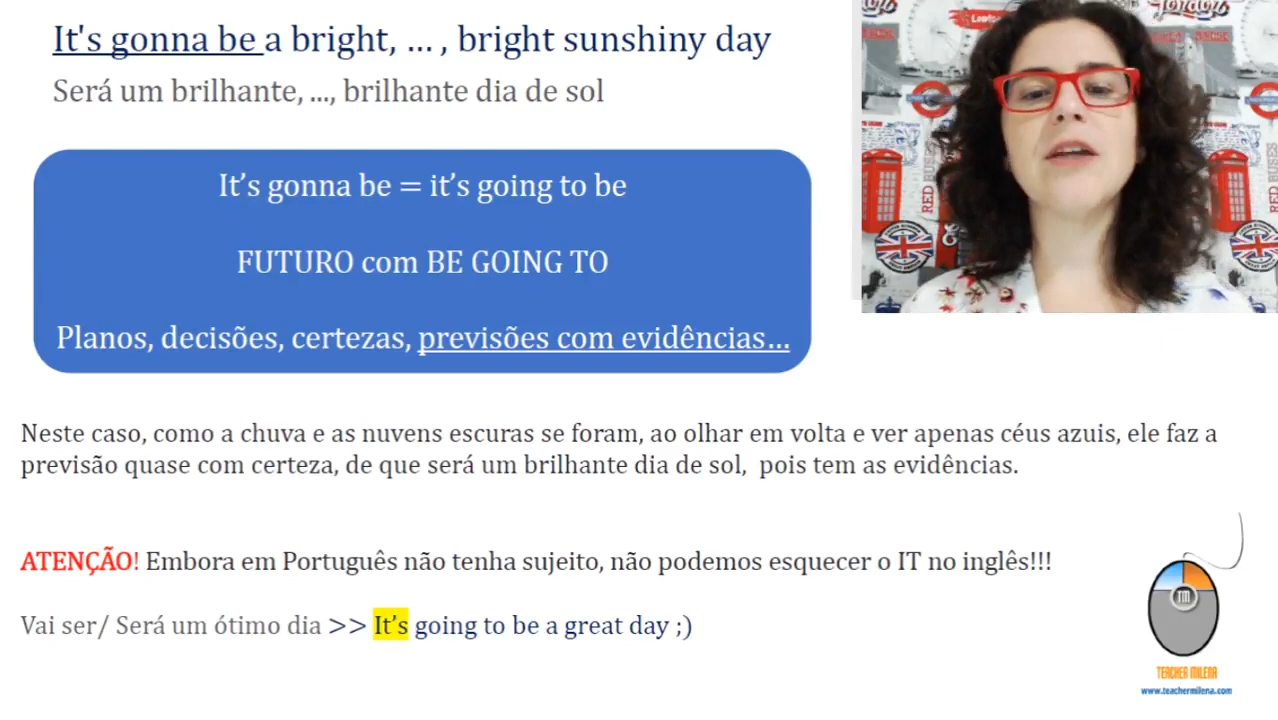 It's gonna be a bright, ... , bright sunshiny day
Será um brilhante, ..., brilhante dia de sol
It's gonna be = it's going to be
FUTURO com BE GOING TO
Planos, decisões, certezas, previsões com evidências...
Neste caso, como a chuva e as nuvens escuras se foram, ao olhar em volta e ver apenas céus azuis, ele faz a
previsão quase com certeza, de que será um brilhante dia de sol,  pois tem as evidências.
ATENÇÃO! Embora em Português não tenha sujeito, não podemos esquecer o IT no inglês!!!
Vai ser/ Será um ótimo dia >> It's going to be a great day ;)
RED BUSES
TM
TEACHER MILENA
www.teachermilena.com